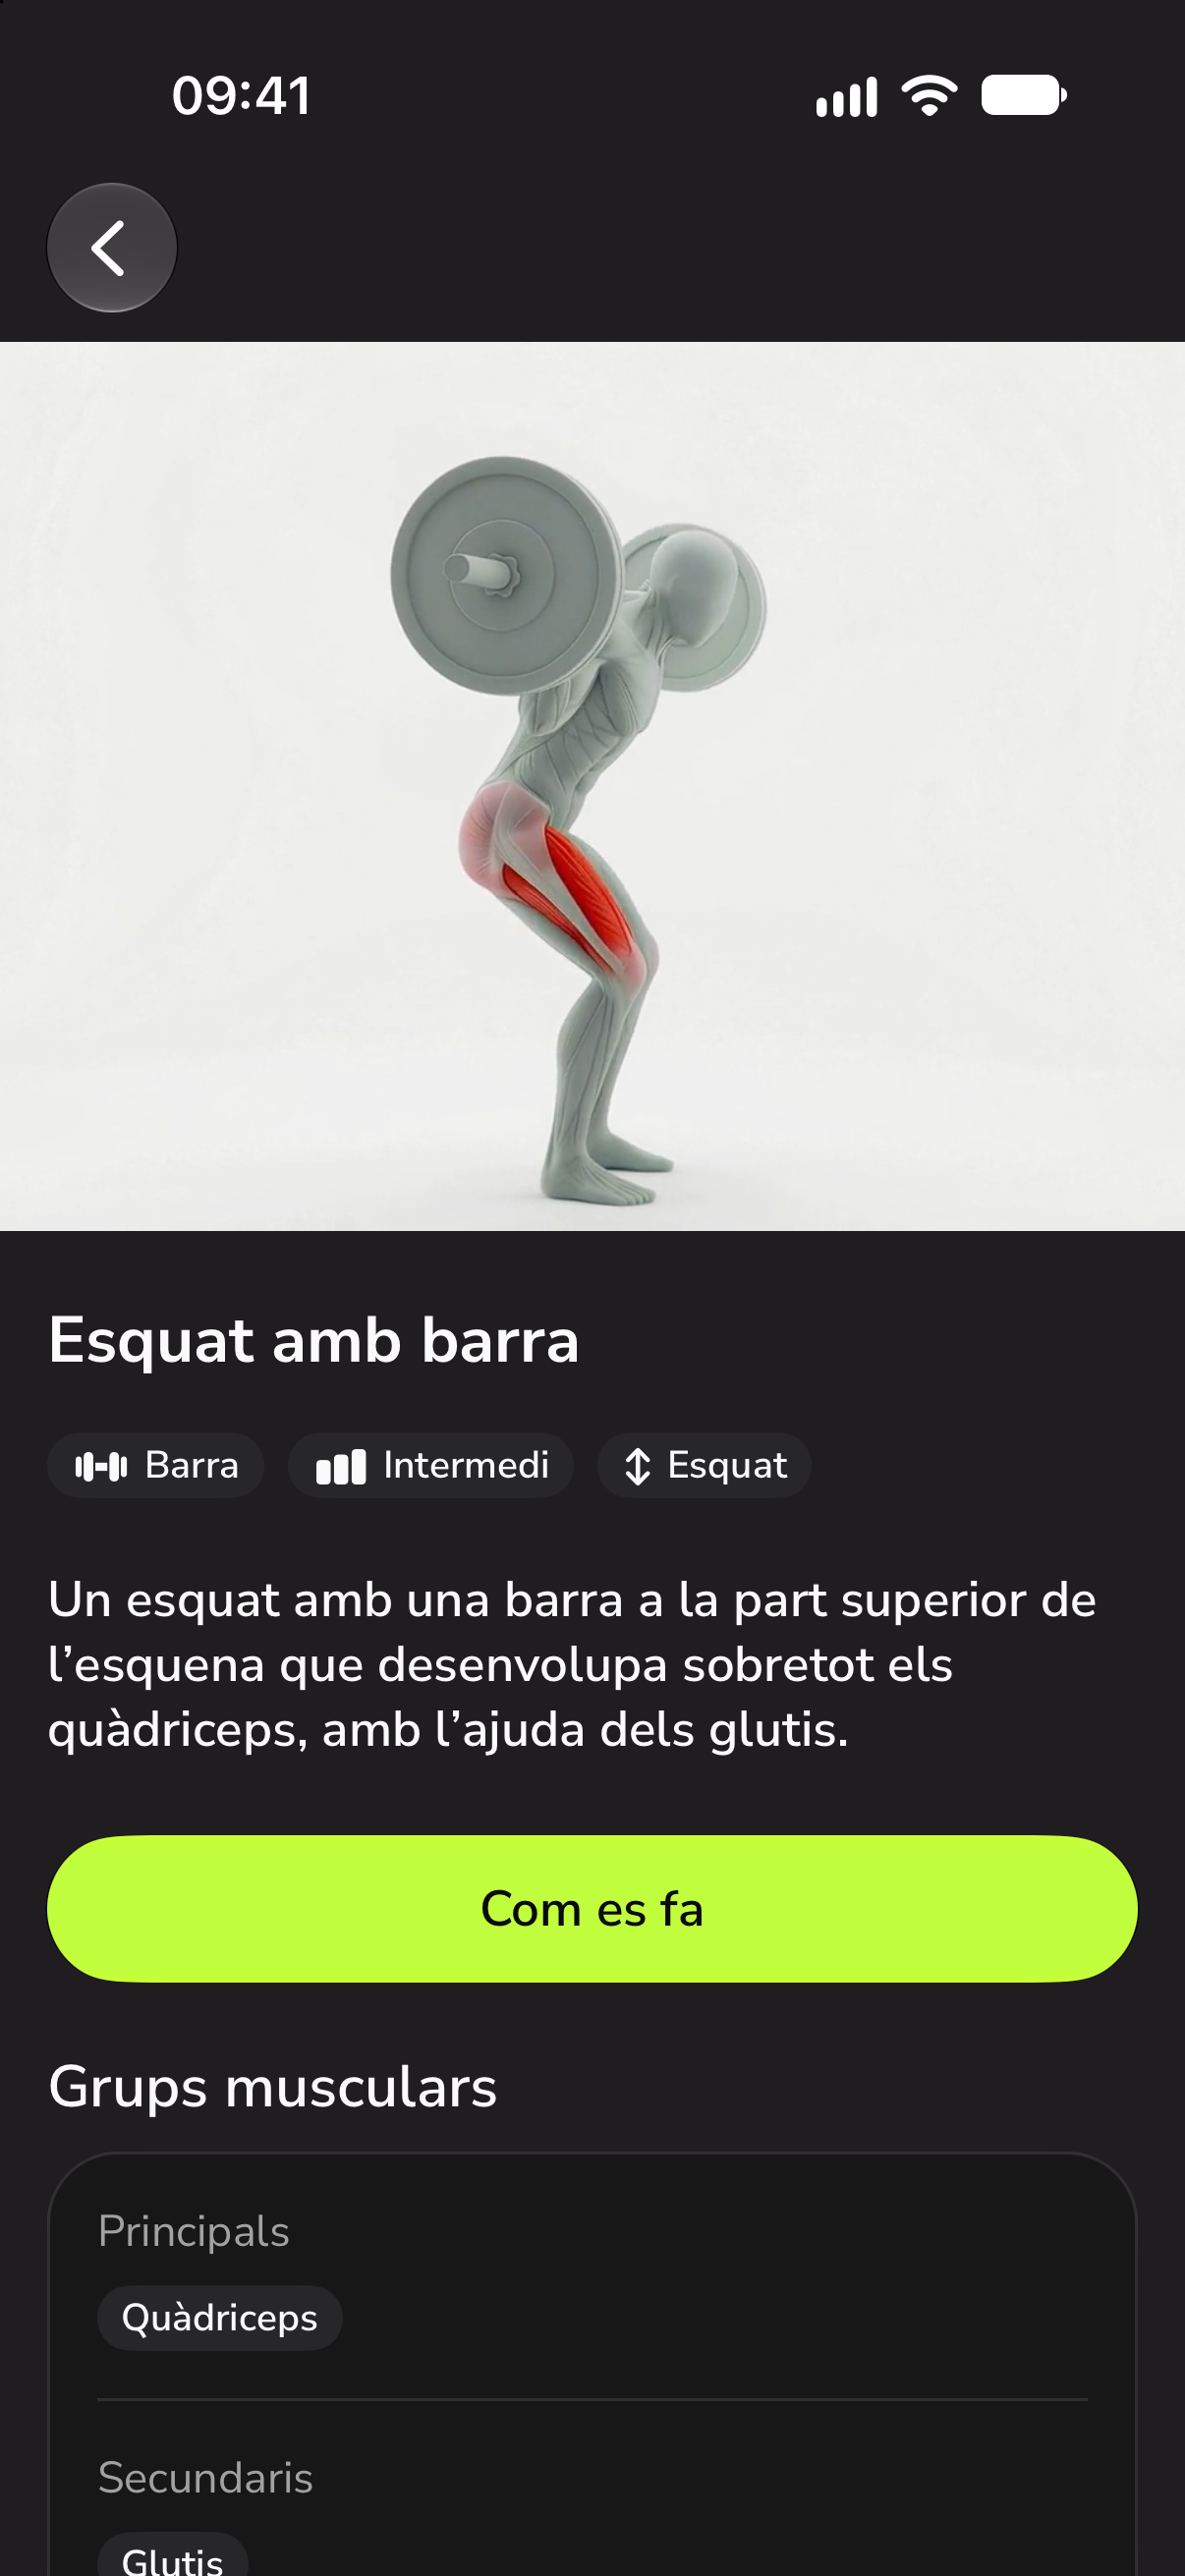 09:41
Esquat amb barra
Barra
Intermedi
Esquat
Un esquat amb una barra a la part superior de
l’esquena que desenvolupa sobretot els
quàdriceps, amb l’ajuda dels glutis.
Com es fa
Grups musculars
Principals
Quàdriceps
Secundaris
Glutis